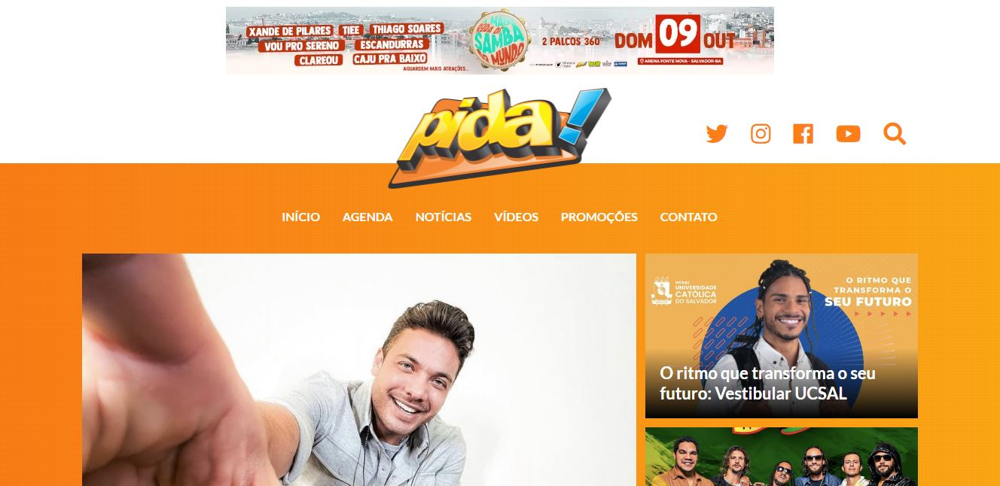 XANDE DE PILARES TIEE THIAGO SOARES
VOU PRO SERENO ESCANDURRAS
CLAREOU CAJU PRA BAIXO
AGUARDEM MAIS ATRAÇÕES...
A MAIOR
RODA DE
SAMBA
DO MUNDO
2 PALCOS 360°
DOM 09 OUT
ARENA FONTE NOVA - SALVADOR-BA
pida!
INÍCIO AGENDA NOTÍCIAS VÍDEOS PROMOÇÕES CONTATO
UCSAL
UNIVERSIDADE
CATÓLICA
DO SALVADOR
O RITMO QUE
TRANSFORMA O
SEU FUTURO
O ritmo que transforma o seu
futuro: Vestibular UCSAL